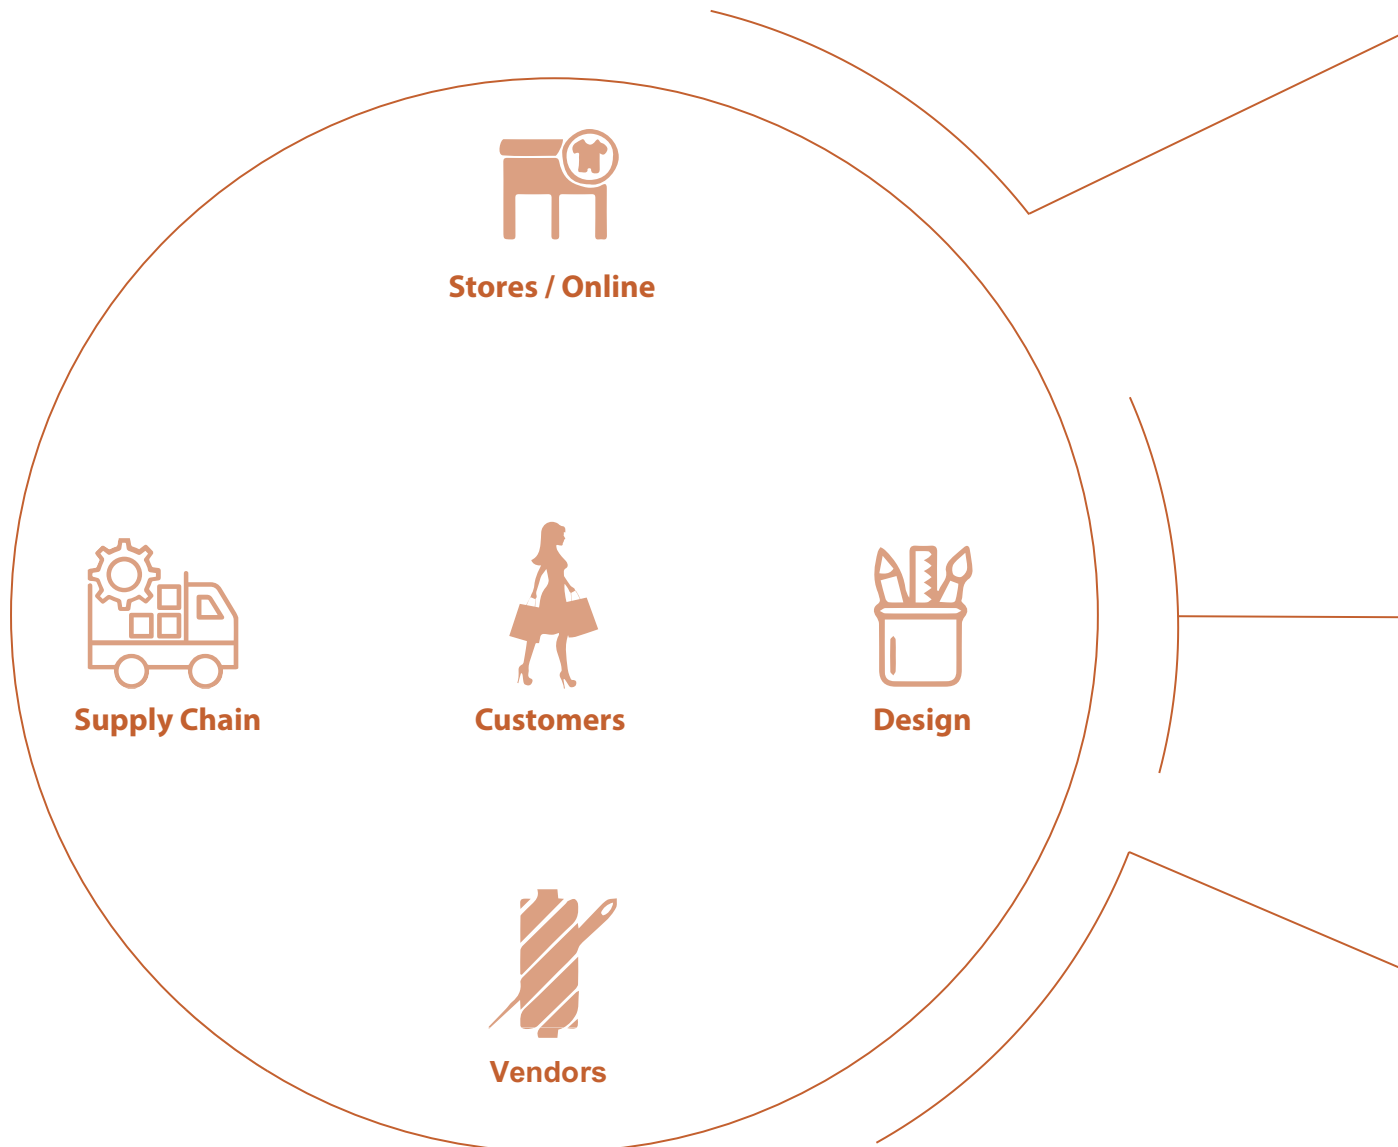 Stores / Online
Supply Chain
Customers
Design
Vendors